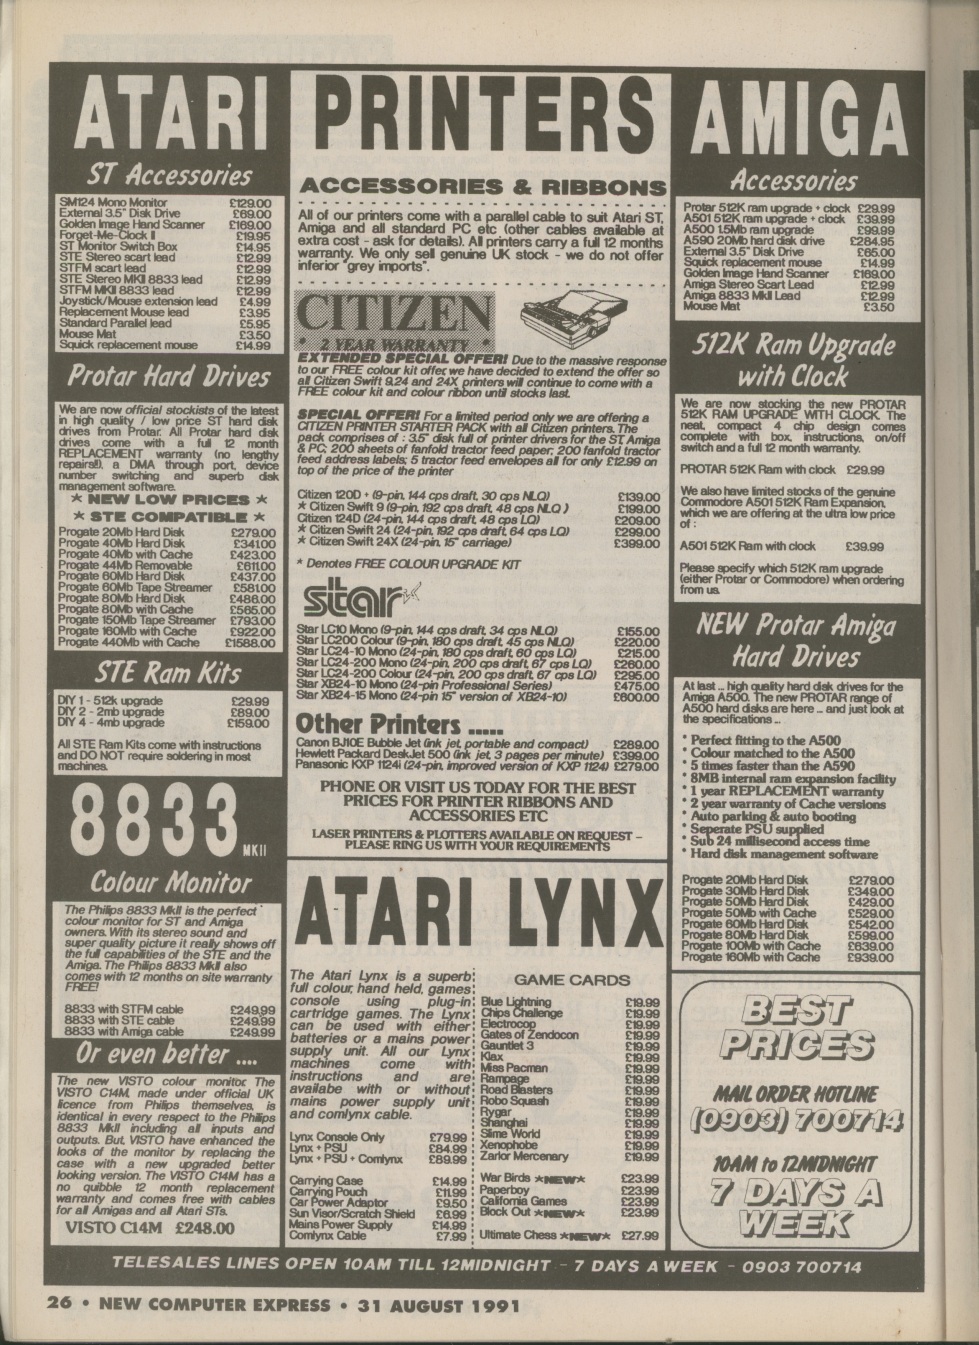 ATARI
ST Accessories
SM124 Mono Monitor £129.00
External 3.5" Disk Drive £69.00
Golden Image Hand Scanner £169.00
Forget-Me-Clock II £19.95
ST Monitor Switch Box £14.95
STE Stereo scart lead £12.99
STFM scart lead £12.99
STE Stereo MKII 8833 lead £12.99
STFM MKII 8833 lead £12.99
Joystick/Mouse extension lead £4.99
Replacement Mouse lead £3.95
Standard Parallel lead £5.95
Mouse Mat £3.50
Squick replacement mouse £14.99
Protar Hard Drives
We are now official stockists of the latest
in high quality / low price ST hard disk
drives from Protar. All Protar hard disk
drives come with a full 12 month
REPLACEMENT warranty (no lengthy
repairs!!), a DMA through port, device
number switching and superb disk
management software.
★ NEW LOW PRICES ★
★ STE COMPATIBLE ★
Progate 20Mb Hard Disk £279.00
Progate 40Mb Hard Disk £341.00
Progate 40Mb with Cache £423.00
Progate 44Mb Removable £611.00
Progate 60Mb Hard Disk £437.00
Progate 60Mb Tape Streamer £581.00
Progate 80Mb Hard Disk £488.00
Progate 80Mb with Cache £565.00
Progate 150Mb Tape Streamer £793.00
Progate 160Mb with Cache £922.00
Progate 440Mb with Cache £1588.00
STE Ram Kits
DIY 1 - 512k upgrade £29.99
DIY 2 - 2mb upgrade £89.00
DIY 4 - 4mb upgrade £159.00
All STE Ram Kits come with instructions
and DO NOT require soldering in most
machines.
8833 MKII
Colour Monitor
The Philips 8833 MkII is the perfect
colour monitor for ST and Amiga
owners. With its stereo sound and
super quality picture it really shows off
the full capabilities of the STE and the
Amiga. The Philips 8833 MkII also
comes with 12 months on site warranty
FREE!
8833 with STFM cable £249.99
8833 with STE cable £249.99
8833 with Amiga cable £249.99
Or even better ....
The new VISTO colour monitor. The
VISTO C14M, made under official UK
licence from Philips themselves, is
identical in every respect to the Philips
8833 MkII including all inputs and
outputs. But, VISTO have enhanced the
looks of the monitor by replacing the
case with a new upgraded better
looking version. The VISTO C14M has a
no quibble 12 month replacement
warranty and comes free with cables
for all Amigas and all Atari STs.
VISTO C14M £248.00
PRINTERS
ACCESSORIES & RIBBONS
All of our printers come with a parallel cable to suit Atari ST,
Amiga and all standard PC etc (other cables available at
extra cost - ask for details). All printers carry a full 12 months
warranty. We only sell genuine UK stock - we do not offer
inferior "grey imports".
CITIZEN
* 2 YEAR WARRANTY *
EXTENDED SPECIAL OFFER! Due to the massive response
to our FREE colour kit offer, we have decided to extend the offer so
all Citizen Swift 9,24 and 24X printers will continue to come with a
FREE colour kit and colour ribbon until stocks last.
SPECIAL OFFER! For a limited period only we are offering a
CITIZEN PRINTER STARTER PACK with all Citizen printers. The
pack comprises of : 3.5" disk full of printer drivers for the ST, Amiga
& PC; 200 sheets of fanfold tractor feed paper; 200 fanfold tractor
feed address labels; 5 tractor feed envelopes all for only £12.99 on
top of the price of the printer
Citizen 120D + (9-pin, 144 cps draft, 30 cps NLQ) £139.00
★ Citizen Swift 9 (9-pin, 192 cps draft, 48 cps NLQ ) £199.00
Citizen 124D (24-pin, 144 cps draft, 48 cps LQ) £209.00
★ Citizen Swift 24 (24-pin, 192 cps draft, 64 cps LQ) £299.00
★ Citizen Swift 24X (24-pin, 15" carriage) £399.00
* Denotes FREE COLOUR UPGRADE KIT
star
Star LC10 Mono (9-pin, 144 cps draft, 34 cps NLQ) £155.00
Star LC200 Colour (9-pin, 180 cps draft, 45 cps NLQ) £220.00
Star LC24-10 Mono (24-pin, 180 cps draft, 60 cps LQ) £215.00
Star LC24-200 Mono (24-pin, 200 cps draft, 67 cps LQ) £260.00
Star LC24-200 Colour (24-pin, 200 cps draft, 67 cps LQ) £295.00
Star XB24-10 Mono (24-pin Professional Series) £475.00
Star XB24-15 Mono (24-pin 15" version of XB24-10) £600.00
Other Printers .....
Canon BJ10E Bubble Jet (ink jet, portable and compact) £289.00
Hewlett Packard DeskJet 500 (ink jet, 3 pages per minute) £399.00
Panasonic KXP 1124i (24-pin, improved version of KXP 1124) £279.00
PHONE OR VISIT US TODAY FOR THE BEST
PRICES FOR PRINTER RIBBONS AND
ACCESSORIES ETC
LASER PRINTERS & PLOTTERS AVAILABLE ON REQUEST –
PLEASE RING US WITH YOUR REQUIREMENTS
ATARI LYNX
The Atari Lynx is a superb
full colour, hand held, games
console using plug-in
cartridge games. The Lynx
can be used with either
batteries or a mains power
supply unit. All our Lynx
machines come with
instructions and are
availabe with or without
mains power supply unit
and comlynx cable.
Lynx Console Only £79.99
Lynx + PSU £84.99
Lynx + PSU + Comlynx £89.99
Carrying Case £14.99
Carrying Pouch £11.99
Car Power Adaptor £9.50
Sun Visor/Scratch Shield £6.99
Mains Power Supply £14.99
Comlynx Cable £7.99
GAME CARDS
Blue Lightning £19.99
Chips Challenge £19.99
Electrocop £19.99
Gates of Zendocon £19.99
Gauntlet 3 £19.99
Klax £19.99
Miss Pacman £19.99
Rampage £19.99
Road Blasters £19.99
Robo Squash £19.99
Rygar £19.99
Shanghai £19.99
Slime World £19.99
Xenophobe £19.99
Zarlor Mercenary £19.99
War Birds ★NEW★ £23.99
Paperboy £23.99
California Games £23.99
Block Out ★NEW★ £23.99
Ultimate Chess ★NEW★ £27.99
AMIGA
Accessories
Protar 512K ram upgrade + clock £29.99
A501 512K ram upgrade + clock £39.99
A500 1.5Mb ram upgrade £99.99
A590 20Mb hard disk drive £284.95
External 3.5" Disk Drive £65.00
Squick replacement mouse £14.99
Golden Image Hand Scanner £169.00
Amiga Stereo Scart Lead £12.99
Amiga 8833 MkII Lead £12.99
Mouse Mat £3.50
512K Ram Upgrade
with Clock
We are now stocking the new PROTAR
512K RAM UPGRADE WITH CLOCK. The
neat, compact 4 chip design comes
complete with box, instructions, on/off
switch and a full 12 month warranty.
PROTAR 512K Ram with clock £29.99
We also have limited stocks of the genuine
Commodore A501 512K Ram Expansion,
which we are offering at the ultra low price
of :
A501 512K Ram with clock £39.99
Please specify which 512K ram upgrade
(either Protar or Commodore) when ordering
from us.
NEW Protar Amiga
Hard Drives
At last ... high quality hard disk drives for the
Amiga A500. The new PROTAR range of
A500 hard disks are here ... and just look at
the specifications ...
* Perfect fitting to the A500
* Colour matched to the A500
* 5 times faster than the A590
* 8MB internal ram expansion facility
* 1 year REPLACEMENT warranty
* 2 year warranty of Cache versions
* Auto parking & auto booting
* Seperate PSU supplied
* Sub 24 millisecond access time
* Hard disk management software
Progate 20Mb Hard Disk £279.00
Progate 30Mb Hard Disk £349.00
Progate 50Mb Hard Disk £429.00
Progate 50Mb with Cache £529.00
Progate 60Mb Hard Disk £542.00
Progate 80Mb Hard Disk £599.00
Progate 100Mb with Cache £639.00
Progate 160Mb with Cache £939.00
BEST
PRICES
MAIL ORDER HOTLINE
(0903) 700714
10AM to 12MIDNIGHT
7 DAYS A
WEEK
TELESALES LINES OPEN 10AM TILL 12MIDNIGHT - 7 DAYS A WEEK - 0903 700714
26 • NEW COMPUTER EXPRESS • 31 AUGUST 1991